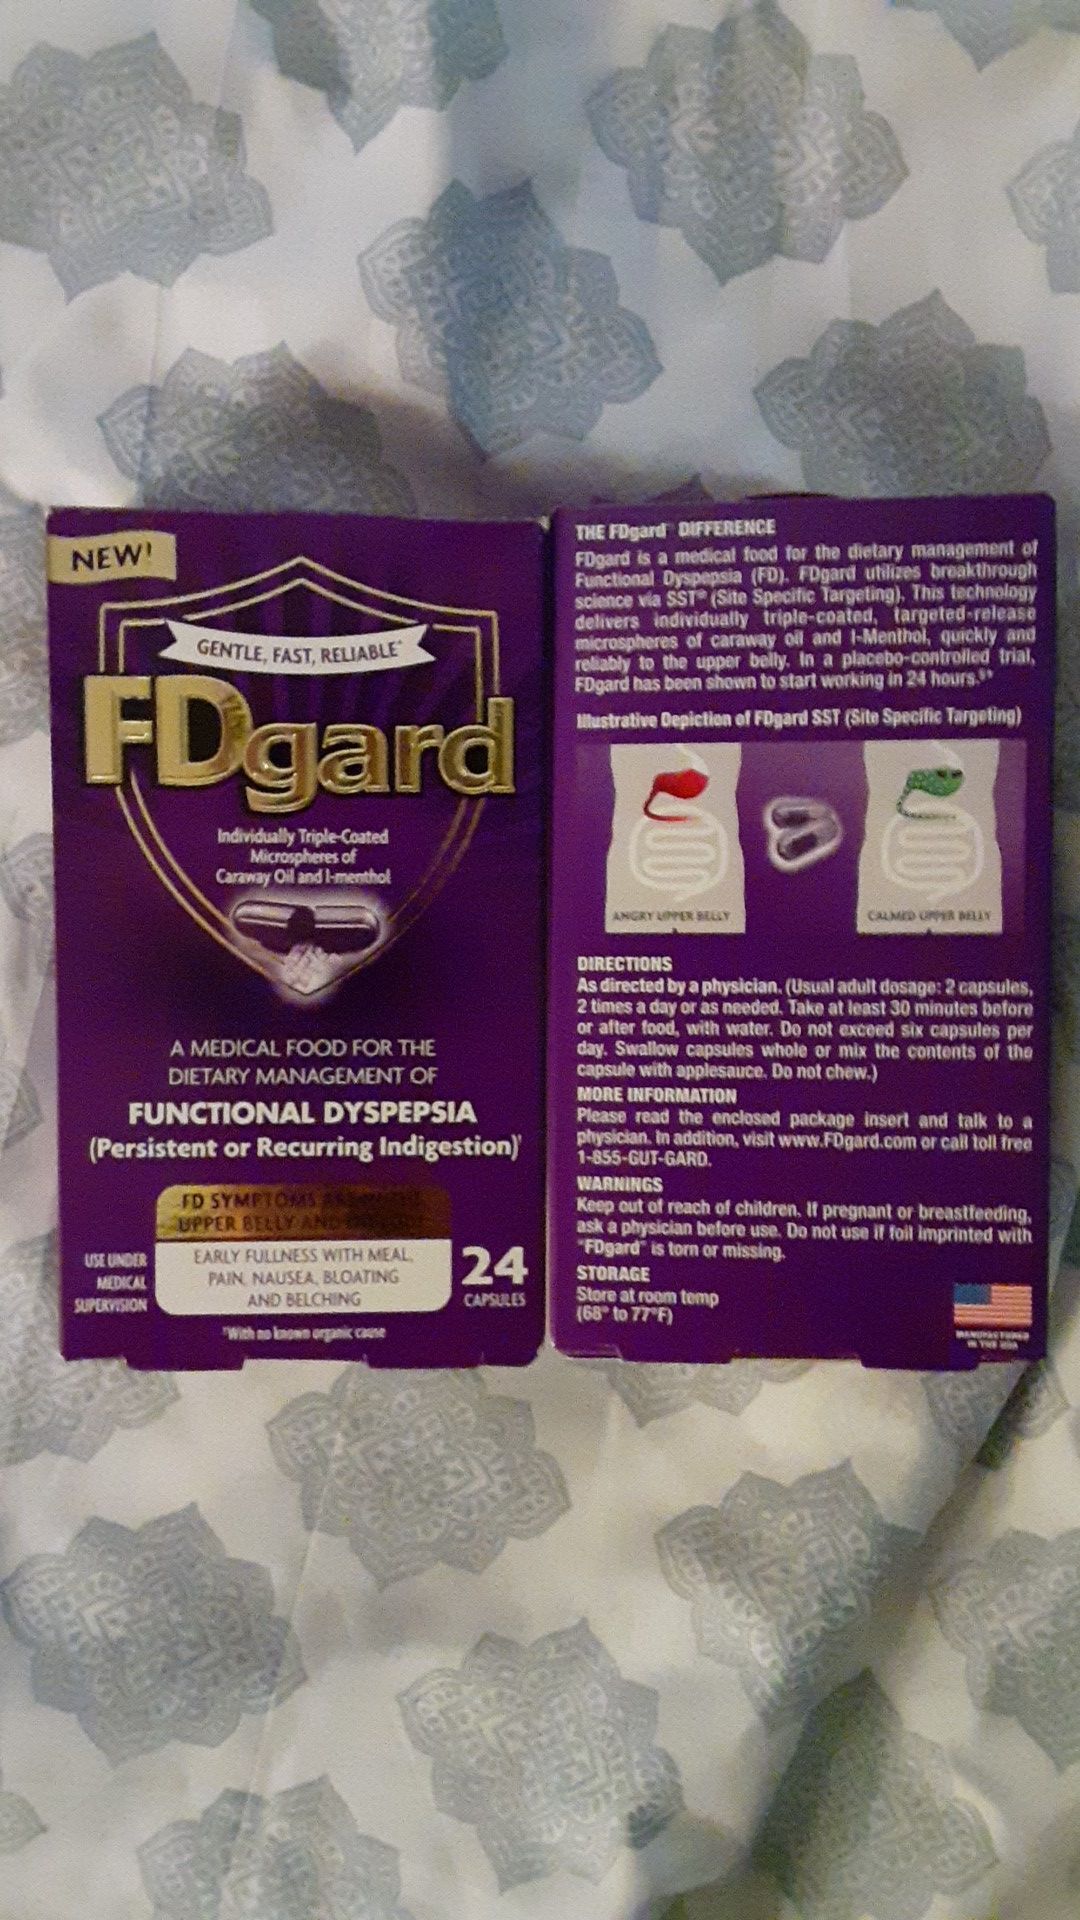 NEW!
GENTLE, FAST, RELIABLE*
FDgard
Individually Triple-Coated
Microspheres of
Caraway Oil and l-menthol
A MEDICAL FOOD FOR THE
DIETARY MANAGEMENT OF
FUNCTIONAL DYSPEPSIA
(Persistent or Recurring Indigestion)†
FD SYMPTOMS
UPPER BELLY AND
EARLY FULLNESS WITH MEAL,
PAIN, NAUSEA, BLOATING
AND BELCHING
USE UNDER
MEDICAL
SUPERVISION
24
CAPSULES
†With no known organic cause
THE FDgard™ DIFFERENCE
FDgard is a medical food for the dietary management of
Functional Dyspepsia (FD). FDgard utilizes breakthrough
science via SST® (Site Specific Targeting). This technology
delivers individually triple-coated, targeted-release
microspheres of caraway oil and l-Menthol, quickly and
reliably to the upper belly. In a placebo-controlled trial,
FDgard has been shown to start working in 24 hours.
Illustrative Depiction of FDgard SST (Site Specific Targeting)
ANGRY UPPER BELLY
CALMED UPPER BELLY
DIRECTIONS
As directed by a physician. (Usual adult dosage: 2 capsules,
2 times a day or as needed. Take at least 30 minutes before
or after food, with water. Do not exceed six capsules per
day. Swallow capsules whole or mix the contents of the
capsule with applesauce. Do not chew.)
MORE INFORMATION
Please read the enclosed package insert and talk to a
physician. In addition, visit www.FDgard.com or call toll free
1-855-GUT-GARD.
WARNINGS
Keep out of reach of children. If pregnant or breastfeeding,
ask a physician before use. Do not use if foil imprinted with
"FDgard" is torn or missing.
STORAGE
Store at room temp
(68° to 77°F)
MANUFACTURED
IN THE USA